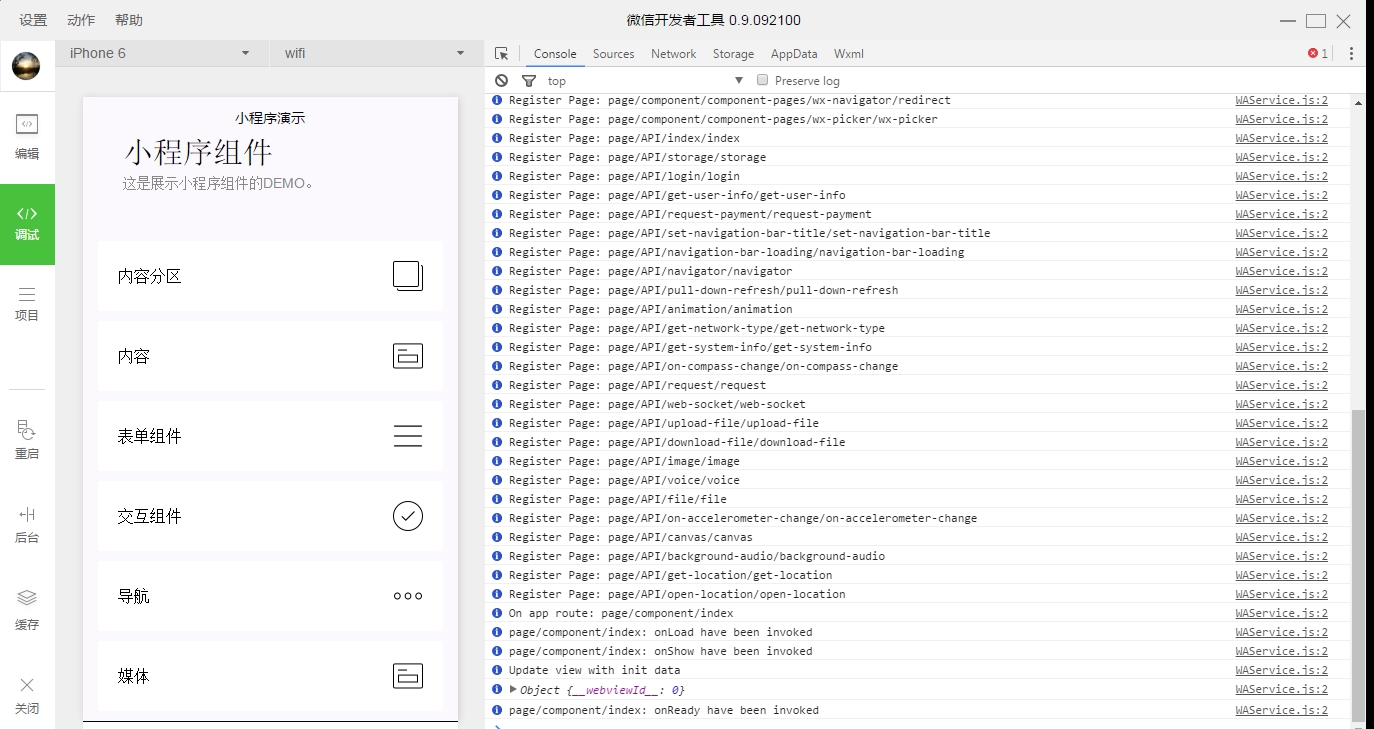 设置 动作 帮助 微信开发者工具 0.9.092100
iPhone 6 wifi
Console Sources Network Storage AppData Wxml 1
top Preserve log
编辑
调试
项目
重启
后台
缓存
关闭
小程序演示
小程序组件
这是展示小程序组件的DEMO。
内容分区
内容
表单组件
交互组件
导航
媒体
Register Page: page/component/component-pages/wx-navigator/redirect WAService.js:2
Register Page: page/component/component-pages/wx-picker/wx-picker WAService.js:2
Register Page: page/API/index/index WAService.js:2
Register Page: page/API/storage/storage WAService.js:2
Register Page: page/API/login/login WAService.js:2
Register Page: page/API/get-user-info/get-user-info WAService.js:2
Register Page: page/API/request-payment/request-payment WAService.js:2
Register Page: page/API/set-navigation-bar-title/set-navigation-bar-title WAService.js:2
Register Page: page/API/navigation-bar-loading/navigation-bar-loading WAService.js:2
Register Page: page/API/navigator/navigator WAService.js:2
Register Page: page/API/pull-down-refresh/pull-down-refresh WAService.js:2
Register Page: page/API/animation/animation WAService.js:2
Register Page: page/API/get-network-type/get-network-type WAService.js:2
Register Page: page/API/get-system-info/get-system-info WAService.js:2
Register Page: page/API/on-compass-change/on-compass-change WAService.js:2
Register Page: page/API/request/request WAService.js:2
Register Page: page/API/web-socket/web-socket WAService.js:2
Register Page: page/API/upload-file/upload-file WAService.js:2
Register Page: page/API/download-file/download-file WAService.js:2
Register Page: page/API/image/image WAService.js:2
Register Page: page/API/voice/voice WAService.js:2
Register Page: page/API/file/file WAService.js:2
Register Page: page/API/on-accelerometer-change/on-accelerometer-change WAService.js:2
Register Page: page/API/canvas/canvas WAService.js:2
Register Page: page/API/background-audio/background-audio WAService.js:2
Register Page: page/API/get-location/get-location WAService.js:2
Register Page: page/API/open-location/open-location WAService.js:2
On app route: page/component/index WAService.js:2
page/component/index: onLoad have been invoked WAService.js:2
page/component/index: onShow have been invoked WAService.js:2
Update view with init data WAService.js:2
Object {__webviewId__: 0} WAService.js:2
page/component/index: onReady have been invoked WAService.js:2